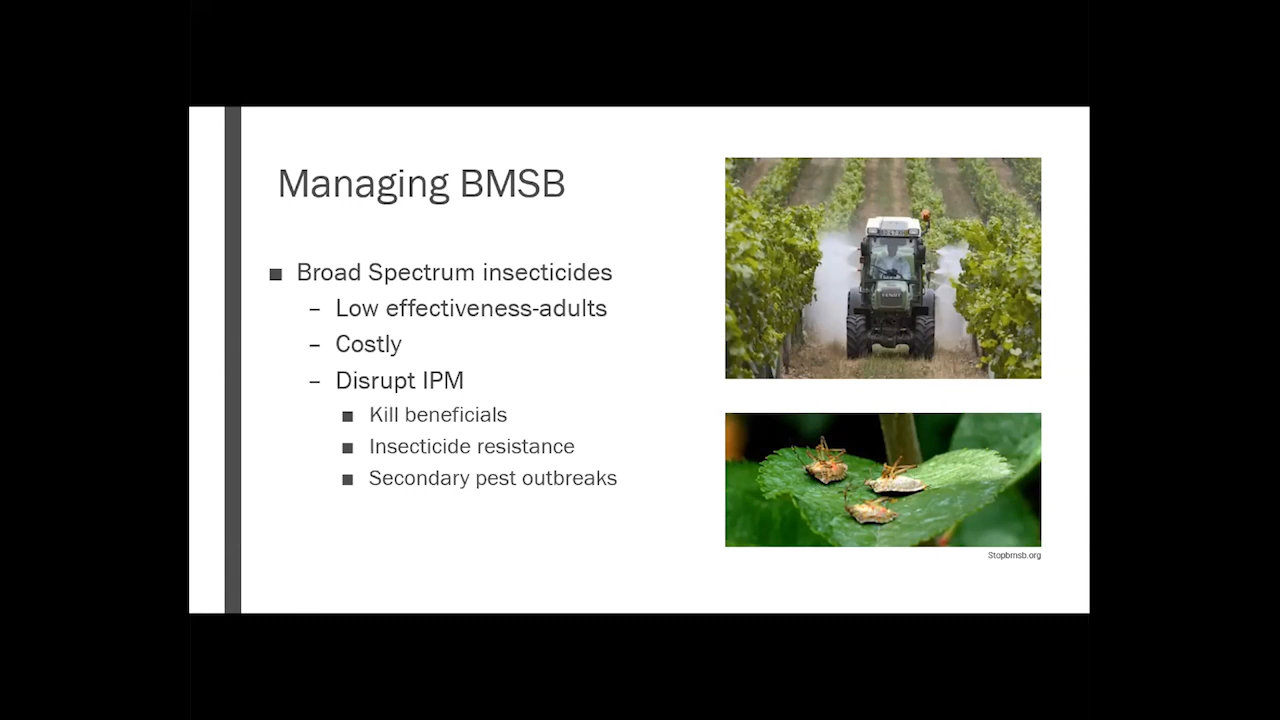 Managing BMSB
■ Broad Spectrum insecticides
– Low effectiveness-adults
– Costly
– Disrupt IPM
■ Kill beneficials
■ Insecticide resistance
■ Secondary pest outbreaks
Stopbmsb.org